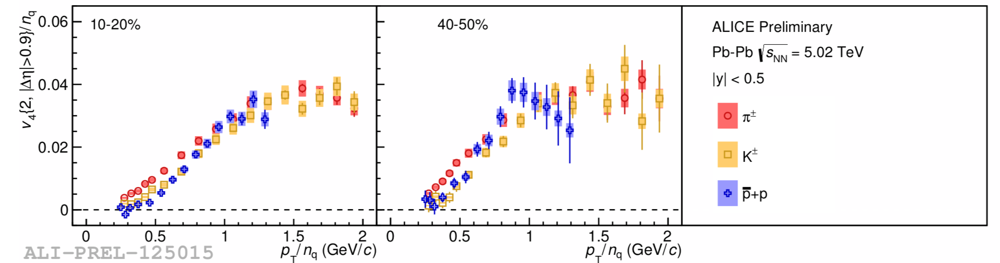 v4{2, |Δη|>0.9}/nq
0.06
0.04
0.02
0
10-20%
40-50%
0 0.5 1 1.5 2
0 0.5 1 1.5 2
pT/nq (GeV/c)
pT/nq (GeV/c)
ALICE Preliminary
Pb-Pb √sNN = 5.02 TeV
|y| < 0.5
π±
K±
p̅+p
ALI-PREL-125015